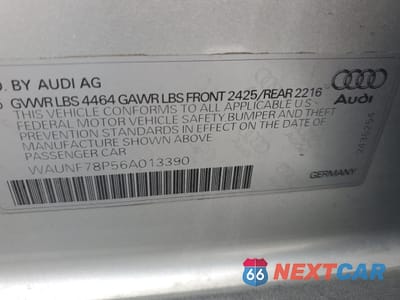 D. BY AUDI AG
GVWR LBS 4464 GAWR LBS FRONT 2425/REAR 2216
THIS VEHICLE CONFORMS TO ALL APPLICABLE U.S.
FEDERAL MOTOR VEHICLE SAFETY BUMPER AND THEFT
PREVENTION STANDARDS IN EFFECT ON THE DATE OF
MANUFACTURE SHOWN ABOVE.
PASSENGER CAR
WAUNF78P56A013390
Audi
2436254
GERMANY
66 NEXTCAR